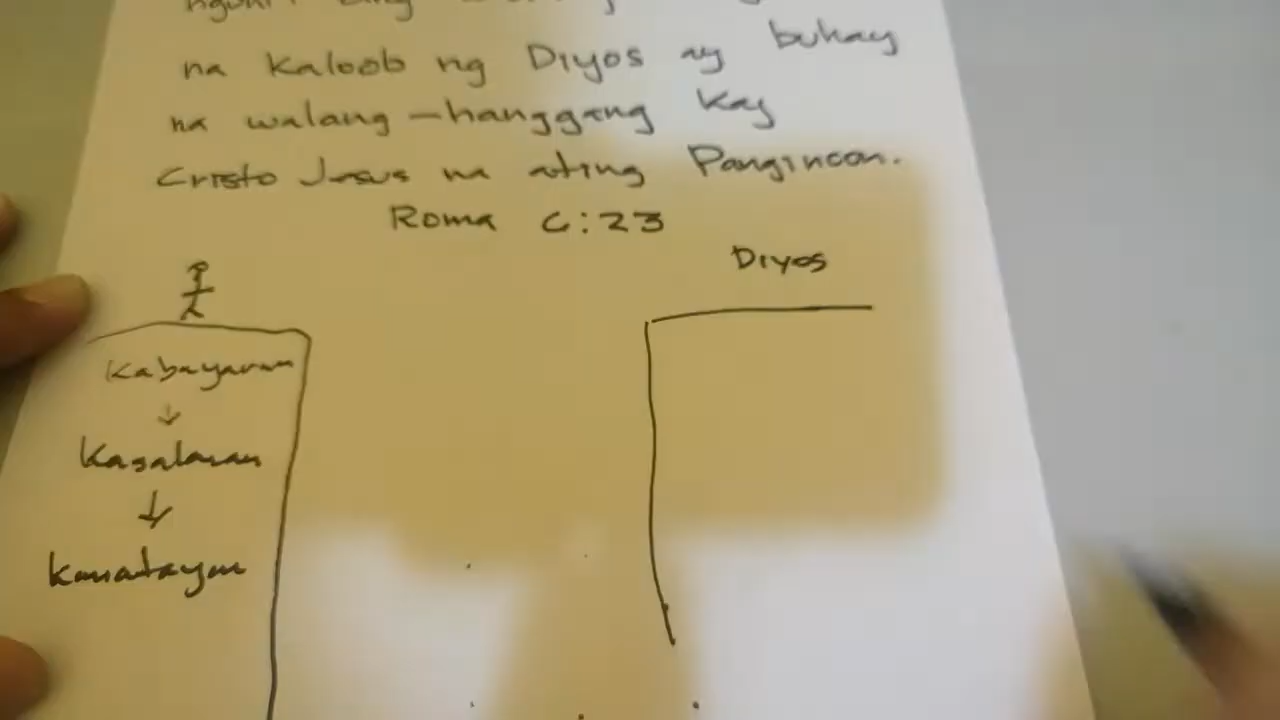 na Kaloob ng Diyos ay buhay
na walang-hanggang kay
Cristo Jesus na ating Panginoon.
Roma 6:23
Diyos
Kabayaran
↓
Kasalanan
↓
Kamatayan